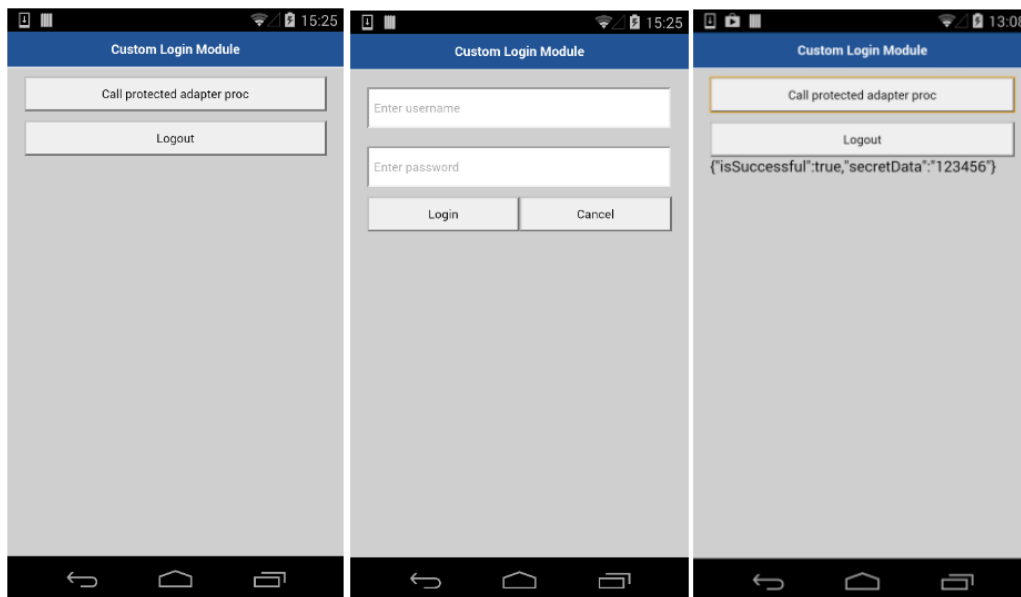 15:25
Custom Login Module
Call protected adapter proc
Logout
15:25
Custom Login Module
Enter username
Enter password
Login Cancel
13:08
Custom Login Module
Call protected adapter proc
Logout
{"isSuccessful":true,"secretData":"123456"}